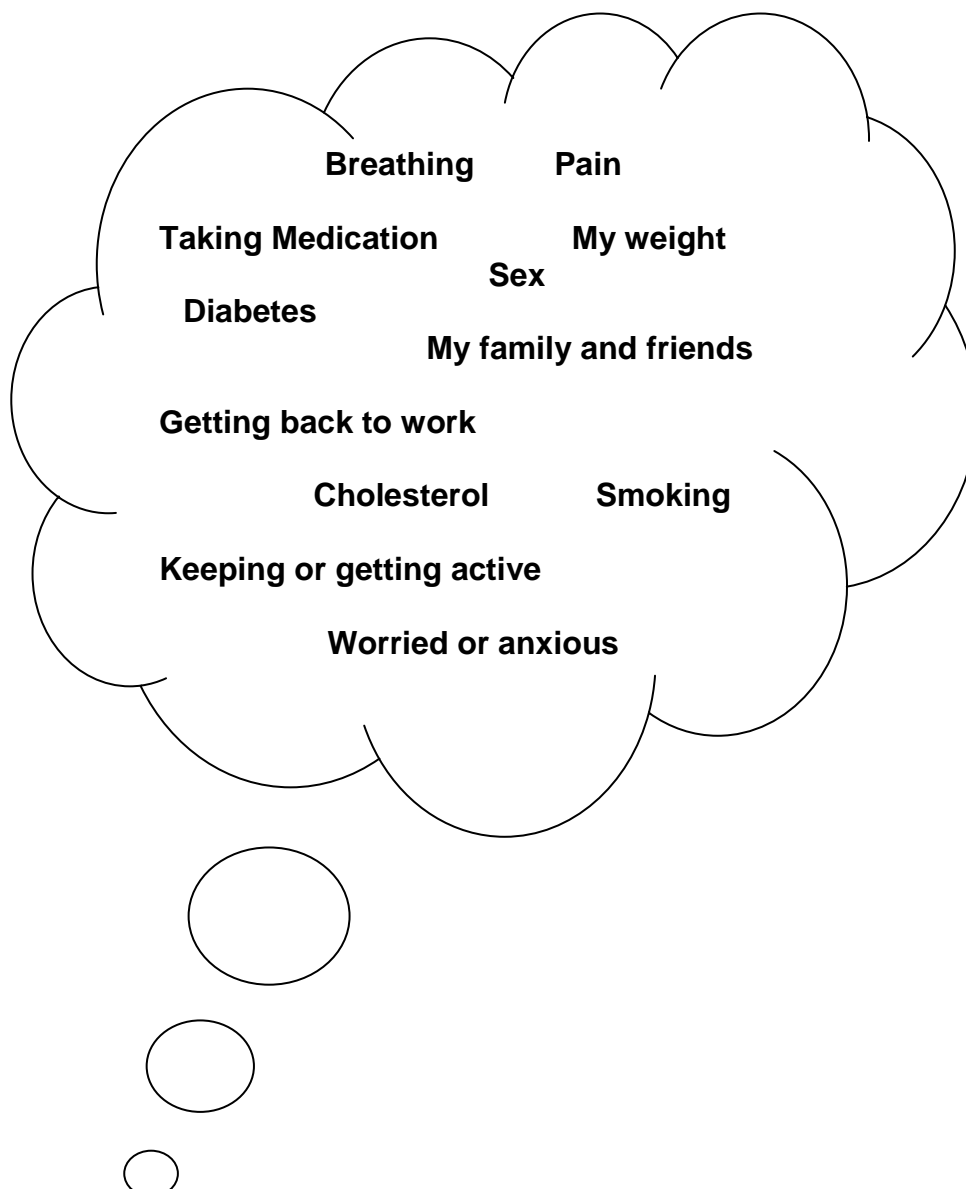 Breathing Pain
Taking Medication My weight
Sex
Diabetes
My family and friends
Getting back to work
Cholesterol Smoking
Keeping or getting active
Worried or anxious